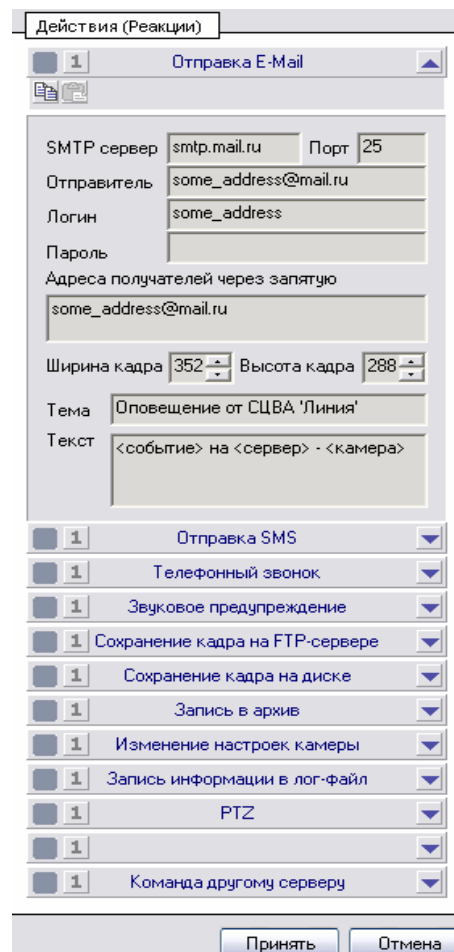 Действия (Реакции)
1 Отправка E-Mail
SMTP сервер smtp.mail.ru Порт 25
Отправитель some_address@mail.ru
Логин some_address
Пароль
Адреса получателей через запятую
some_address@mail.ru
Ширина кадра 352 Высота кадра 288
Тема Оповещение от СЦВА 'Линия'
Текст <событие> на <сервер> - <камера>
1 Отправка SMS
1 Телефонный звонок
1 Звуковое предупреждение
1 Сохранение кадра на FTP-сервере
1 Сохранение кадра на диске
1 Запись в архив
1 Изменение настроек камеры
1 Запись информации в лог-файл
1 PTZ
1
1 Команда другому серверу
Принять Отмена